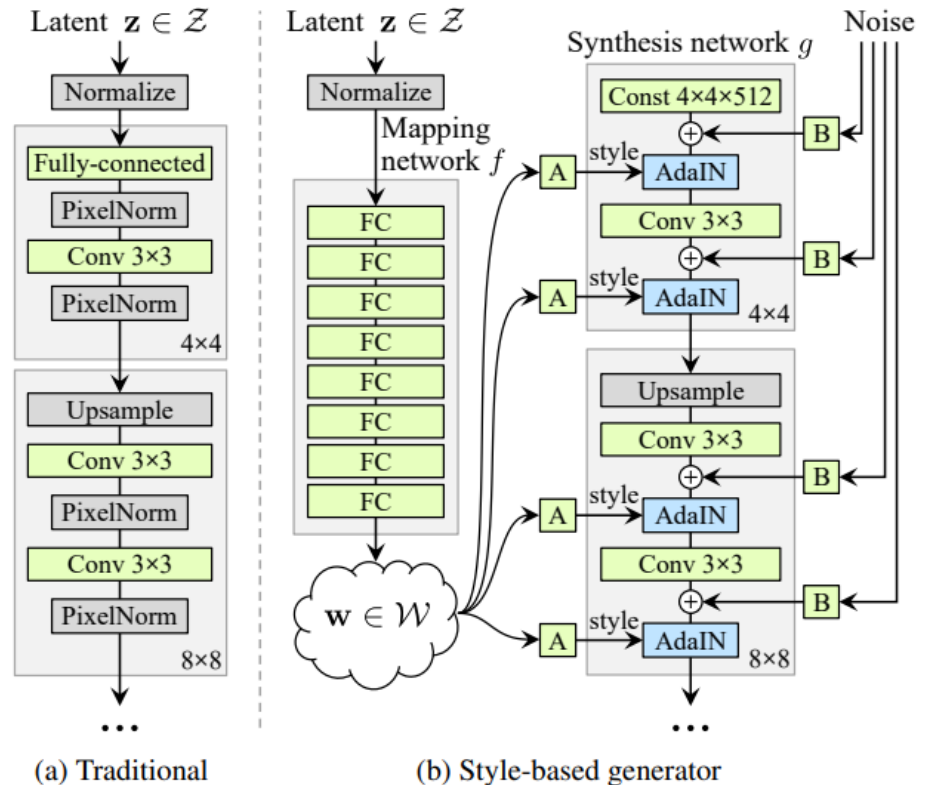 Latent z ∈ 𝒵
Normalize
Fully-connected
PixelNorm
Conv 3×3
PixelNorm
4×4
Upsample
Conv 3×3
PixelNorm
Conv 3×3
PixelNorm
8×8
...
(a) Traditional
Latent z ∈ 𝒵
Normalize
Mapping
network f
FC
FC
FC
FC
FC
FC
FC
FC
w ∈ 𝒲
A
style
A
style
A
style
A
style
Synthesis network g
Const 4×4×512
+
AdaIN
Conv 3×3
+
AdaIN
4×4
Upsample
Conv 3×3
+
AdaIN
Conv 3×3
+
AdaIN
8×8
...
Noise
B
B
B
B
(b) Style-based generator